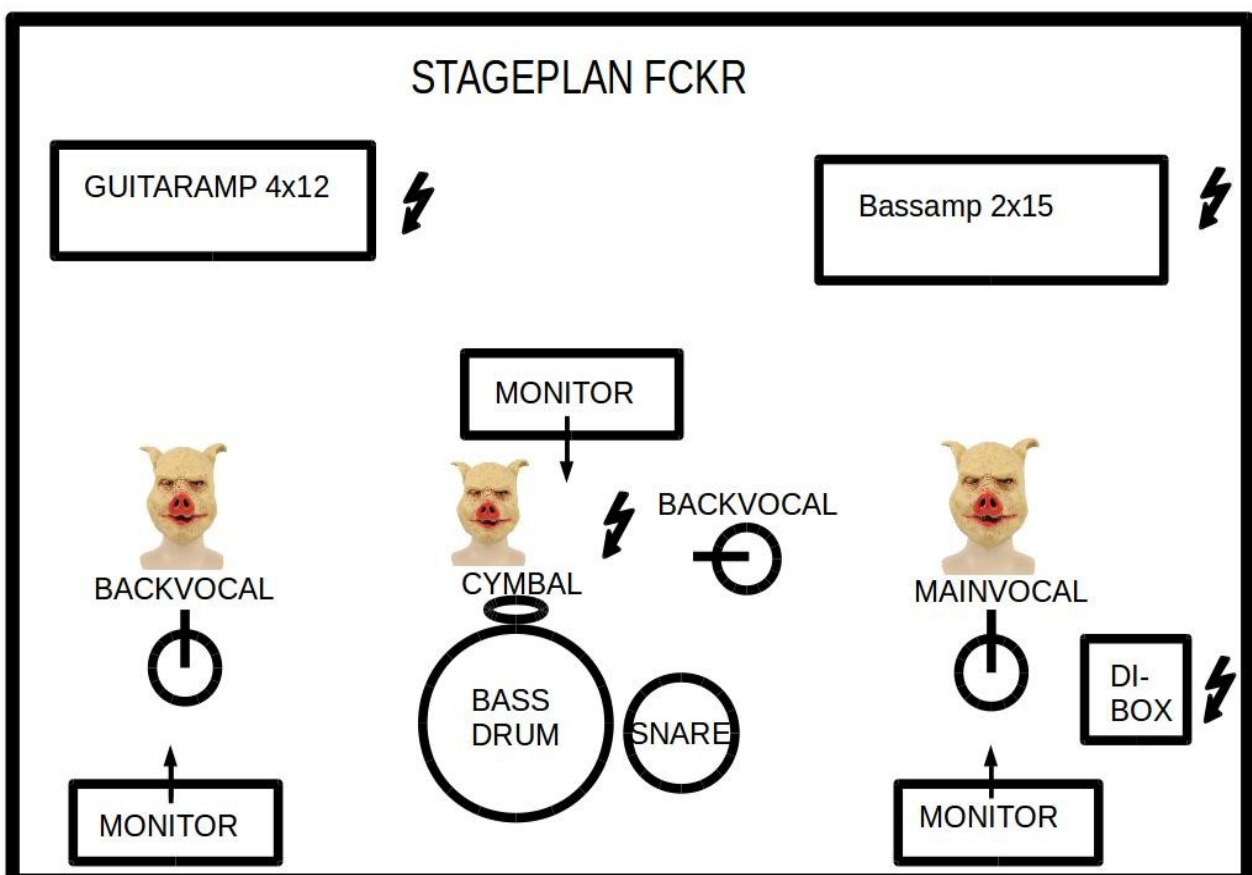 STAGEPLAN FCKR
GUITARAMP 4x12
Bassamp 2x15
MONITOR
BACKVOCAL
BACKVOCAL
CYMBAL
MAINVOCAL
BASS
DRUM
SNARE
DI-
BOX
MONITOR
MONITOR